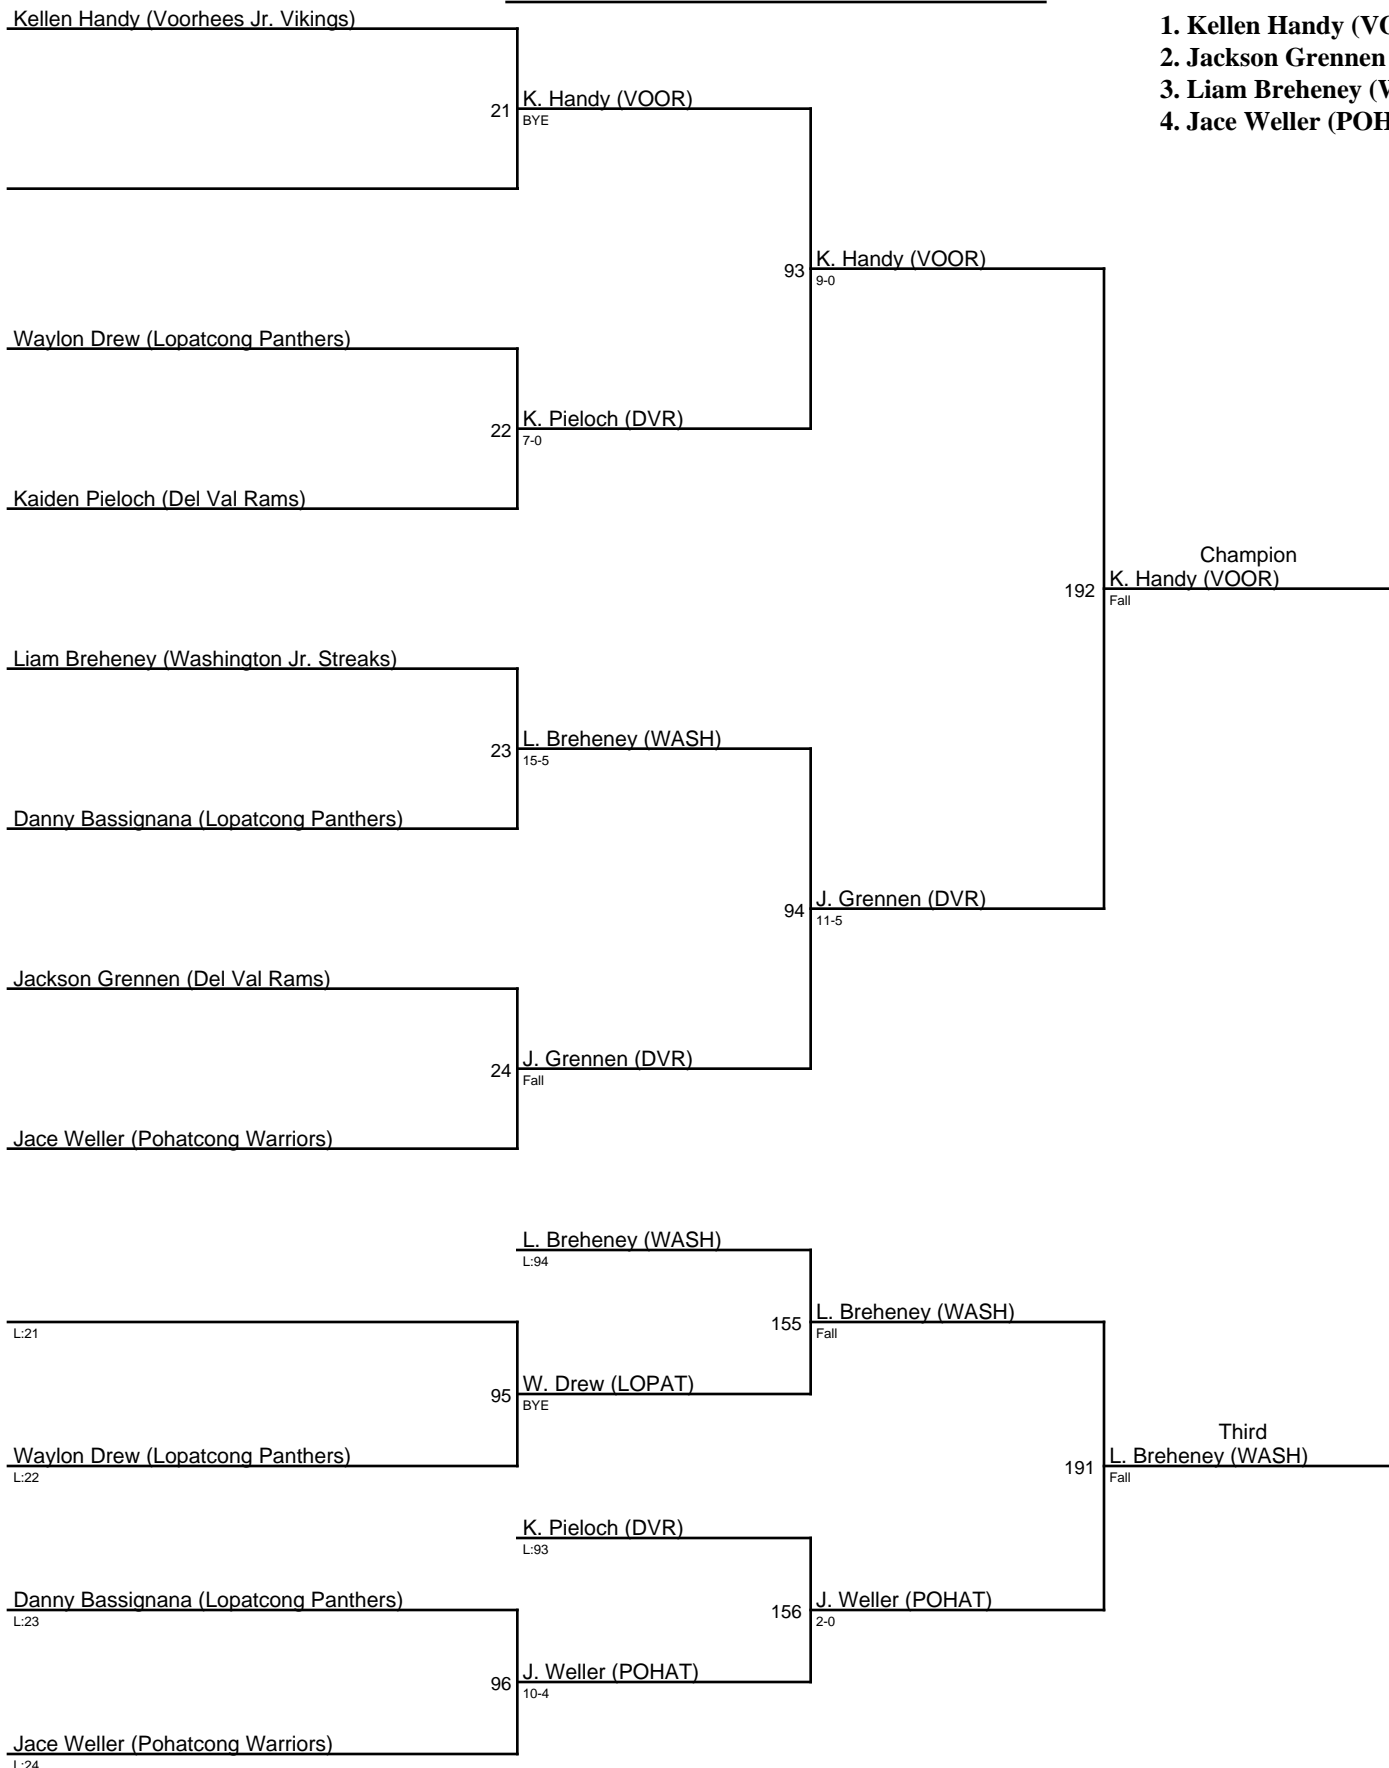 Kellen Handy (Voorhees Jr. Vikings)
1. Kellen Handy (VO
2. Jackson Grennen
3. Liam Breheney (W
4. Jace Weller (POH
21
K. Handy (VOOR)
BYE
93
K. Handy (VOOR)
9-0
Waylon Drew (Lopatcong Panthers)
22
K. Pieloch (DVR)
7-0
Kaiden Pieloch (Del Val Rams)
Champion
192
K. Handy (VOOR)
Fall
Liam Breheney (Washington Jr. Streaks)
23
L. Breheney (WASH)
15-5
Danny Bassignana (Lopatcong Panthers)
94
J. Grennen (DVR)
11-5
Jackson Grennen (Del Val Rams)
24
J. Grennen (DVR)
Fall
Jace Weller (Pohatcong Warriors)
L. Breheney (WASH)
L:94
155
L. Breheney (WASH)
Fall
L:21
95
W. Drew (LOPAT)
BYE
Waylon Drew (Lopatcong Panthers)
L:22
Third
191
L. Breheney (WASH)
Fall
K. Pieloch (DVR)
L:93
156
J. Weller (POHAT)
2-0
Danny Bassignana (Lopatcong Panthers)
L:23
96
J. Weller (POHAT)
10-4
Jace Weller (Pohatcong Warriors)
L:24